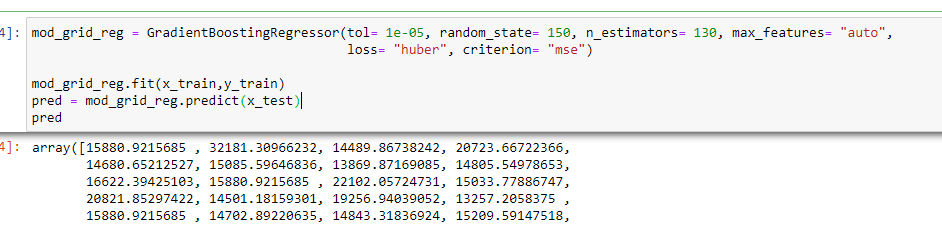 4]: mod_grid_reg = GradientBoostingRegressor(tol= 1e-05, random_state= 150, n_estimators= 130, max_features= "auto",
loss= "huber", criterion= "mse")
mod_grid_reg.fit(x_train,y_train)
pred = mod_grid_reg.predict(x_test)
pred
4]: array([15880.9215685 , 32181.30966232, 14489.86738242, 20723.66722366,
14680.65212527, 15085.59646836, 13869.87169085, 14805.54978653,
16622.39425103, 15880.9215685 , 22102.05724731, 15033.77886747,
20821.85297422, 14501.18159301, 19256.94039052, 13257.2058375 ,
15880.9215685 , 14702.89220635, 14843.31836924, 15209.59147518,